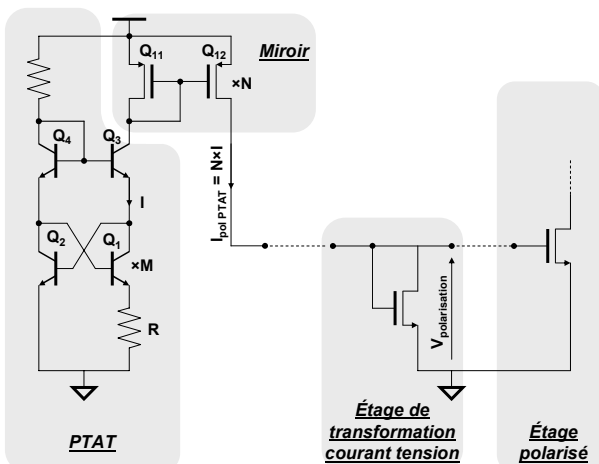 Q11
Q12
Miroir
×N
Q4
Q3
I
Ipol PTAT = N×I
Q2
Q1
×M
R
Vpolarisation
PTAT
Étage de
transformation
courant tension
Étage
polarisé